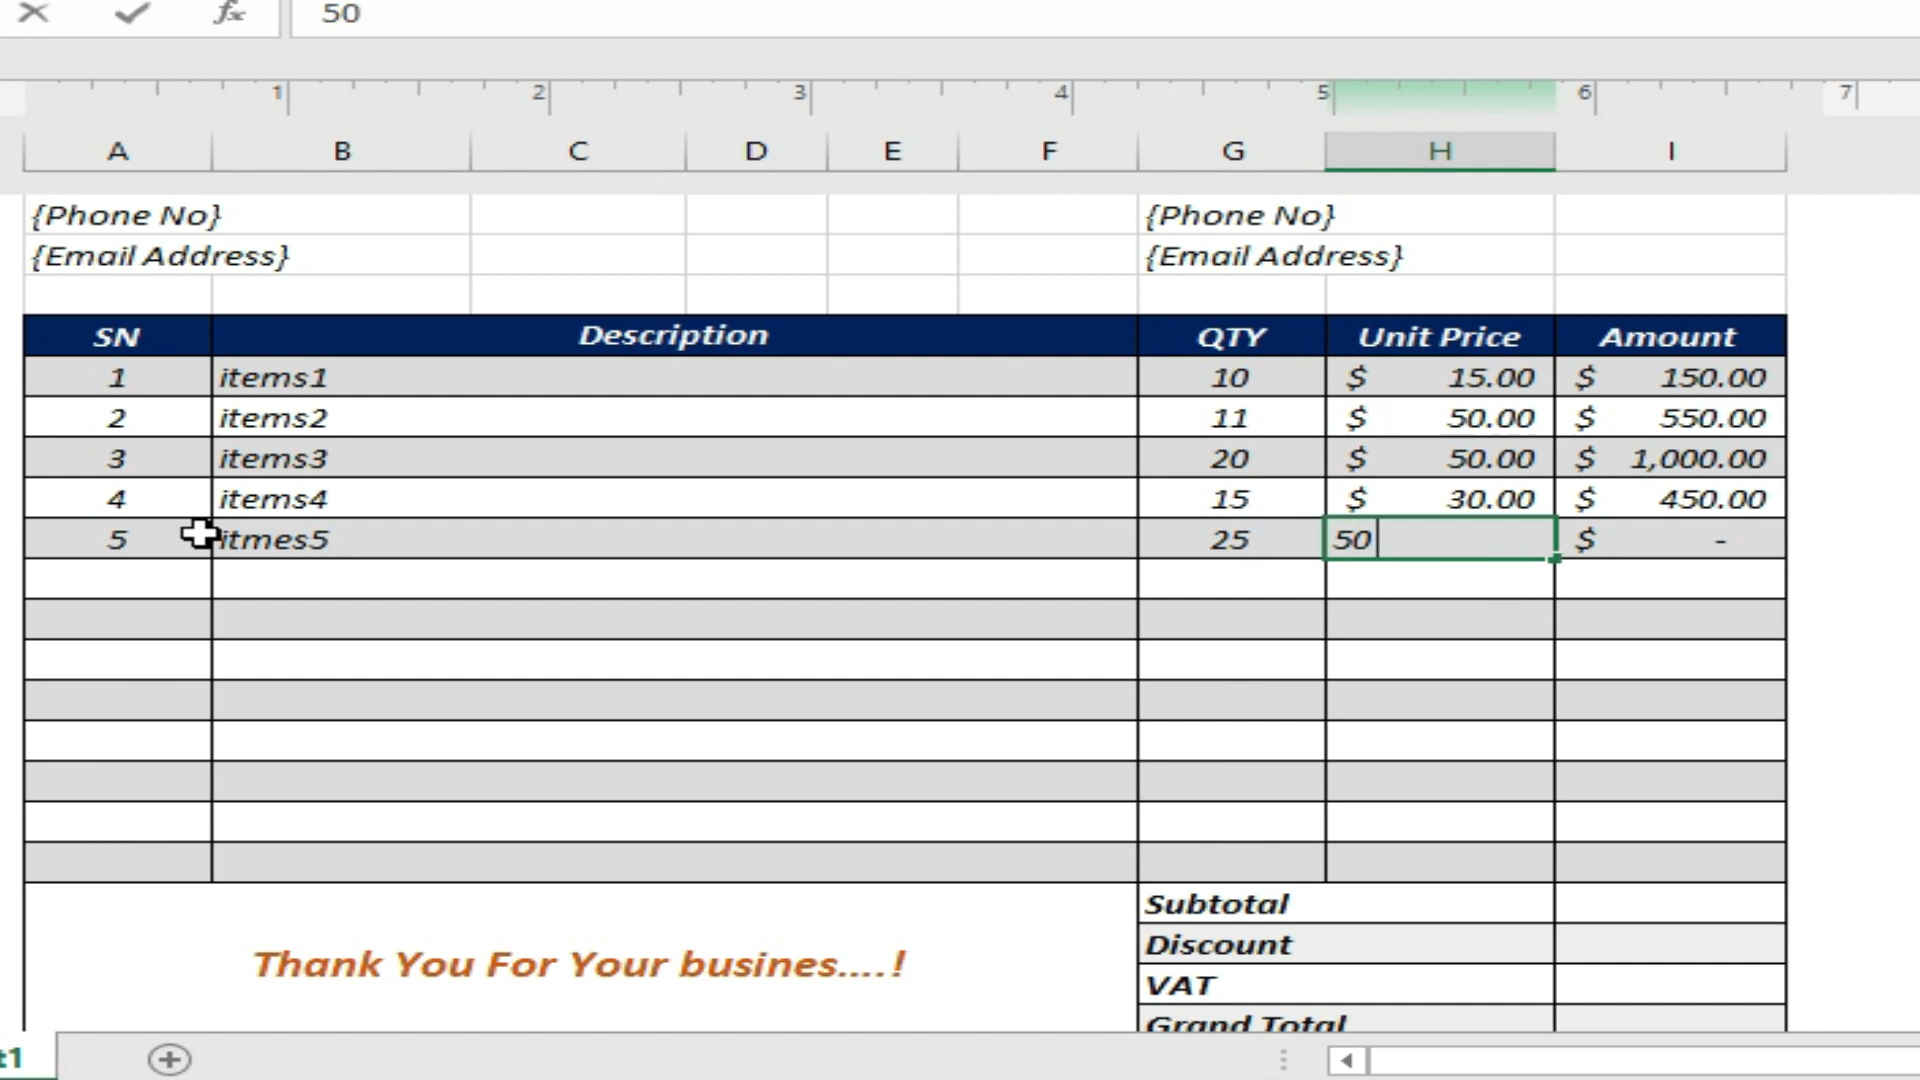 fx 50
1 2 3 4 5 6 7
A B C D E F G H I
{Phone No} {Phone No}
{Email Address} {Email Address}
SN Description QTY Unit Price Amount
1 items1 10 $ 15.00 $ 150.00
2 items2 11 $ 50.00 $ 550.00
3 items3 20 $ 50.00 $ 1,000.00
4 items4 15 $ 30.00 $ 450.00
5 itmes5 25 50 $ -
Subtotal
Discount
Thank You For Your busines....!
VAT
Grand Total
t1